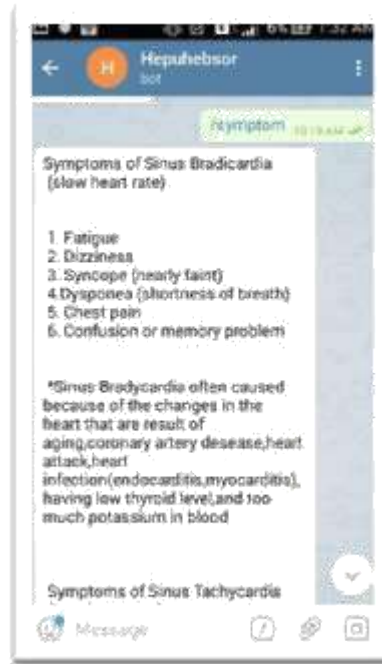 Hepuhebsor
bot
Symptoms of Sinus Bradicardia
(slow heart rate)
1. Fatigue
2. Dizziness
3. Syncope (nearly faint)
4.Dysponea (shortness of breath)
5. Chest pain
6. Confusion or memory problem
*Sinus Bradycardia often caused
because of the changes in the
heart that are result of
aging,coronary artery desease,heart
attack,heart
infection(endocarditis,myocarditis),
having low thyroid level,and too
much potassium in blood
Symptoms of Sinus Tachycardia
Message